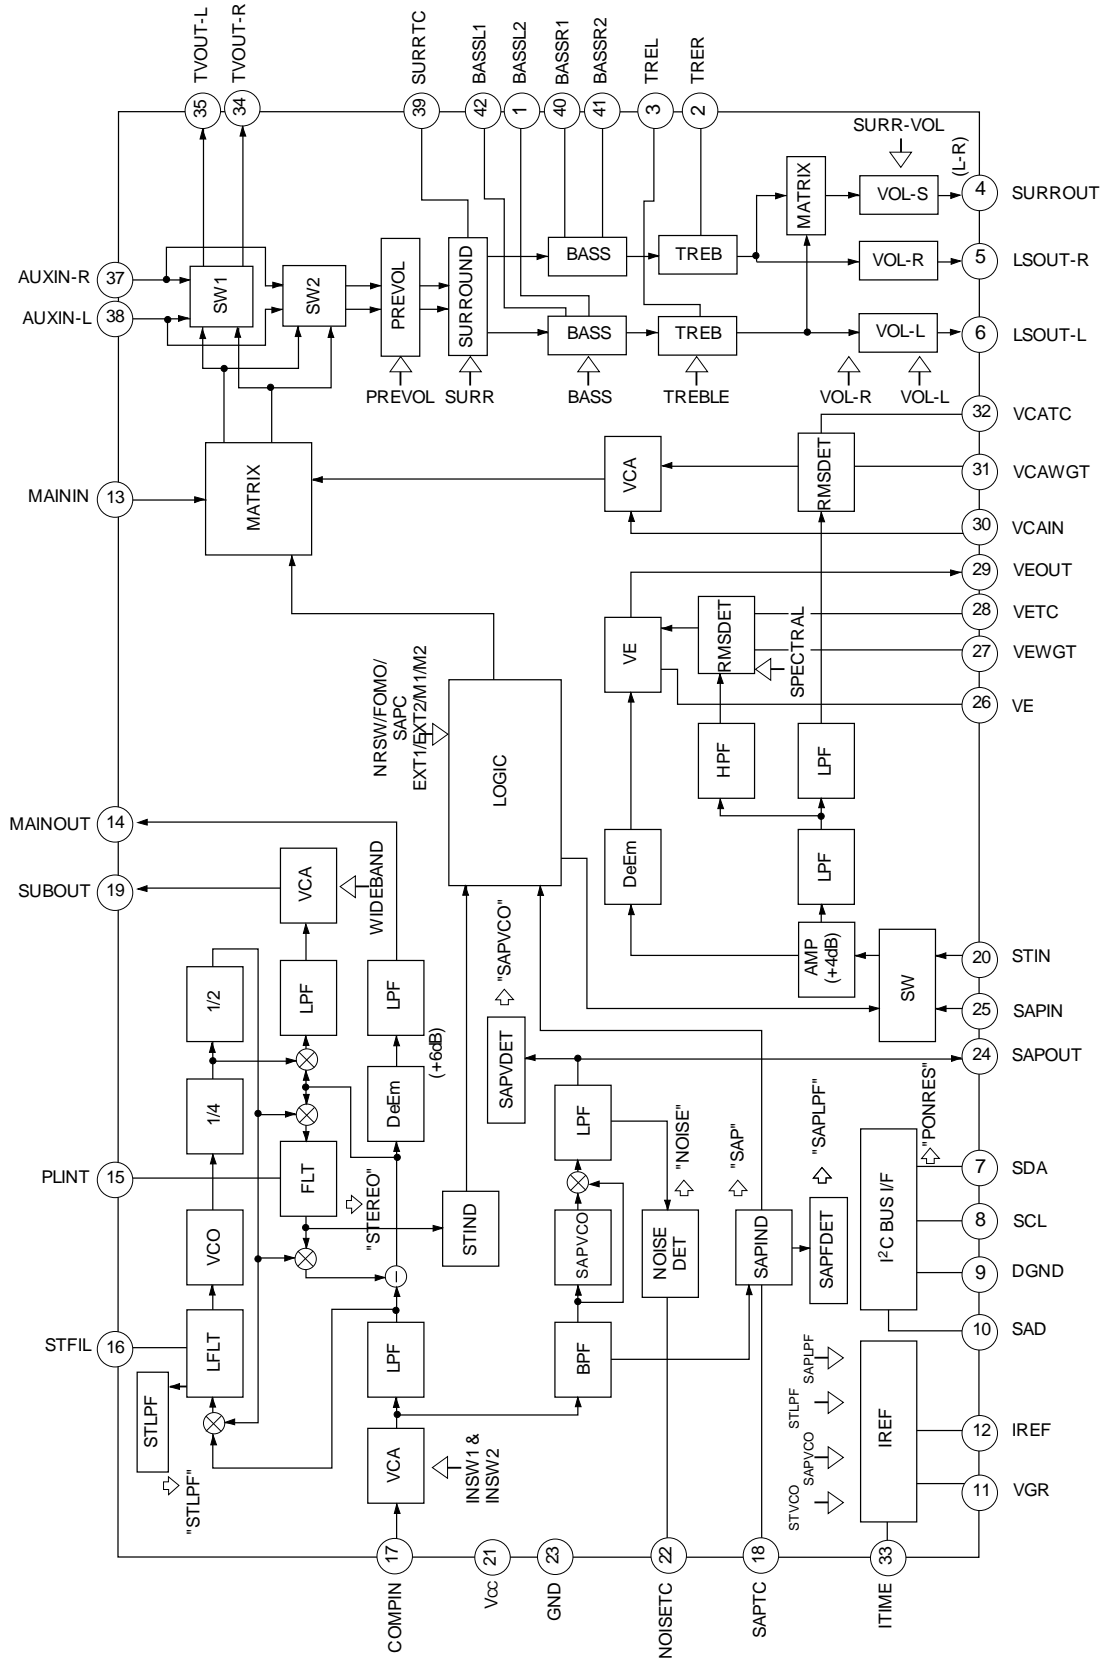 TVOUT-L
TVOUT-R
SURRTC
BASSL1
BASSL2
BASSR1
BASSR2
TREL
TRER
35
34
39
42
1
40
41
3
2
SURR-VOL
(L-R)
AUXIN-R
37
AUXIN-L
38
SW1
SW2
PREVOL
SURROUND
BASS
BASS
TREB
TREB
MATRIX
VOL-S
VOL-R
VOL-L
4
SURROUT
5
LSOUT-R
6
LSOUT-L
PREVOL
SURR
BASS
TREBLE
VOL-R
VOL-L
32
VCATC
MAININ
13
MATRIX
VCA
RMSDET
31
VCAWGT
30
VCAIN
29
VEOUT
28
VETC
27
VEWGT
26
VE
VE
RMSDET
SPECTRAL
NRSW/FOMO/
SAPC
EXT1/EXT2/M1/M2
LOGIC
HPF
LPF
MAINOUT
14
SUBOUT
19
VCA
WIDEBAND
DeEm
LPF
1/2
LPF
LPF
(+6dB)
"SAPVCO"
AMP
(+4dB)
SW
20
STIN
25
SAPIN
24
SAPOUT
1/4
DeEm
SAPVDET
LPF
PLINT
15
FLT
"STEREO"
STIND
"NOISE"
"SAP"
"SAPLPF"
"PONRES"
VCO
SAPVCO
NOISE
DET
SAPIND
SAPFDET
I2C BUS I/F
7
SDA
8
SCL
9
DGND
10
SAD
STFIL
16
LFLT
LPF
BPF
STLPF
"STLPF"
VCA
INSW1 &
INSW2
STVCO
SAPVCO
STLPF
SAPLPF
IREF
12
IREF
11
VGR
17
21
23
22
18
33
COMPIN
Vcc
GND
NOISETC
SAPTC
ITIME